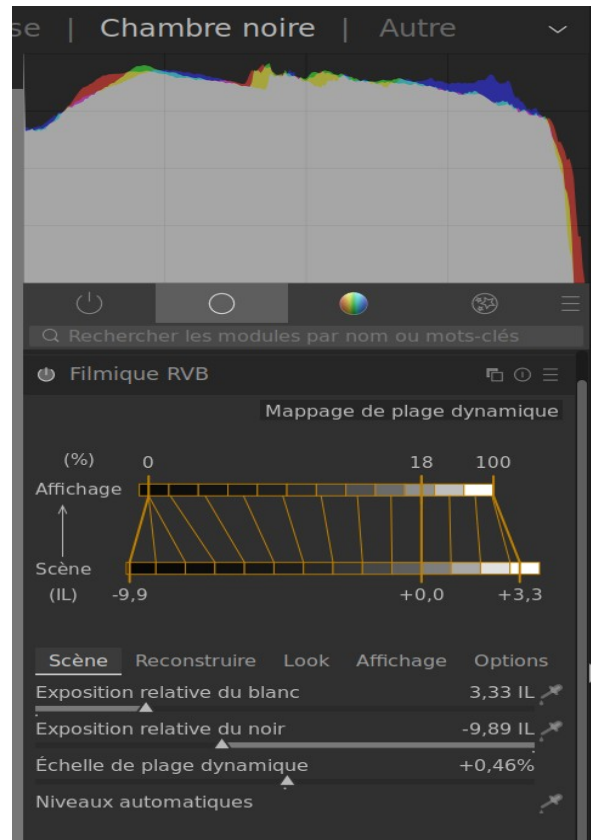 se | Chambre noire | Autre
Rechercher les modules par nom ou mots-clés
Filmique RVB
Mappage de plage dynamique
(%) 0 18 100
Affichage
Scène
(IL) -9,9 +0,0 +3,3
Scène Reconstruire Look Affichage Options
Exposition relative du blanc 3,33 IL
Exposition relative du noir -9,89 IL
Échelle de plage dynamique +0,46%
Niveaux automatiques